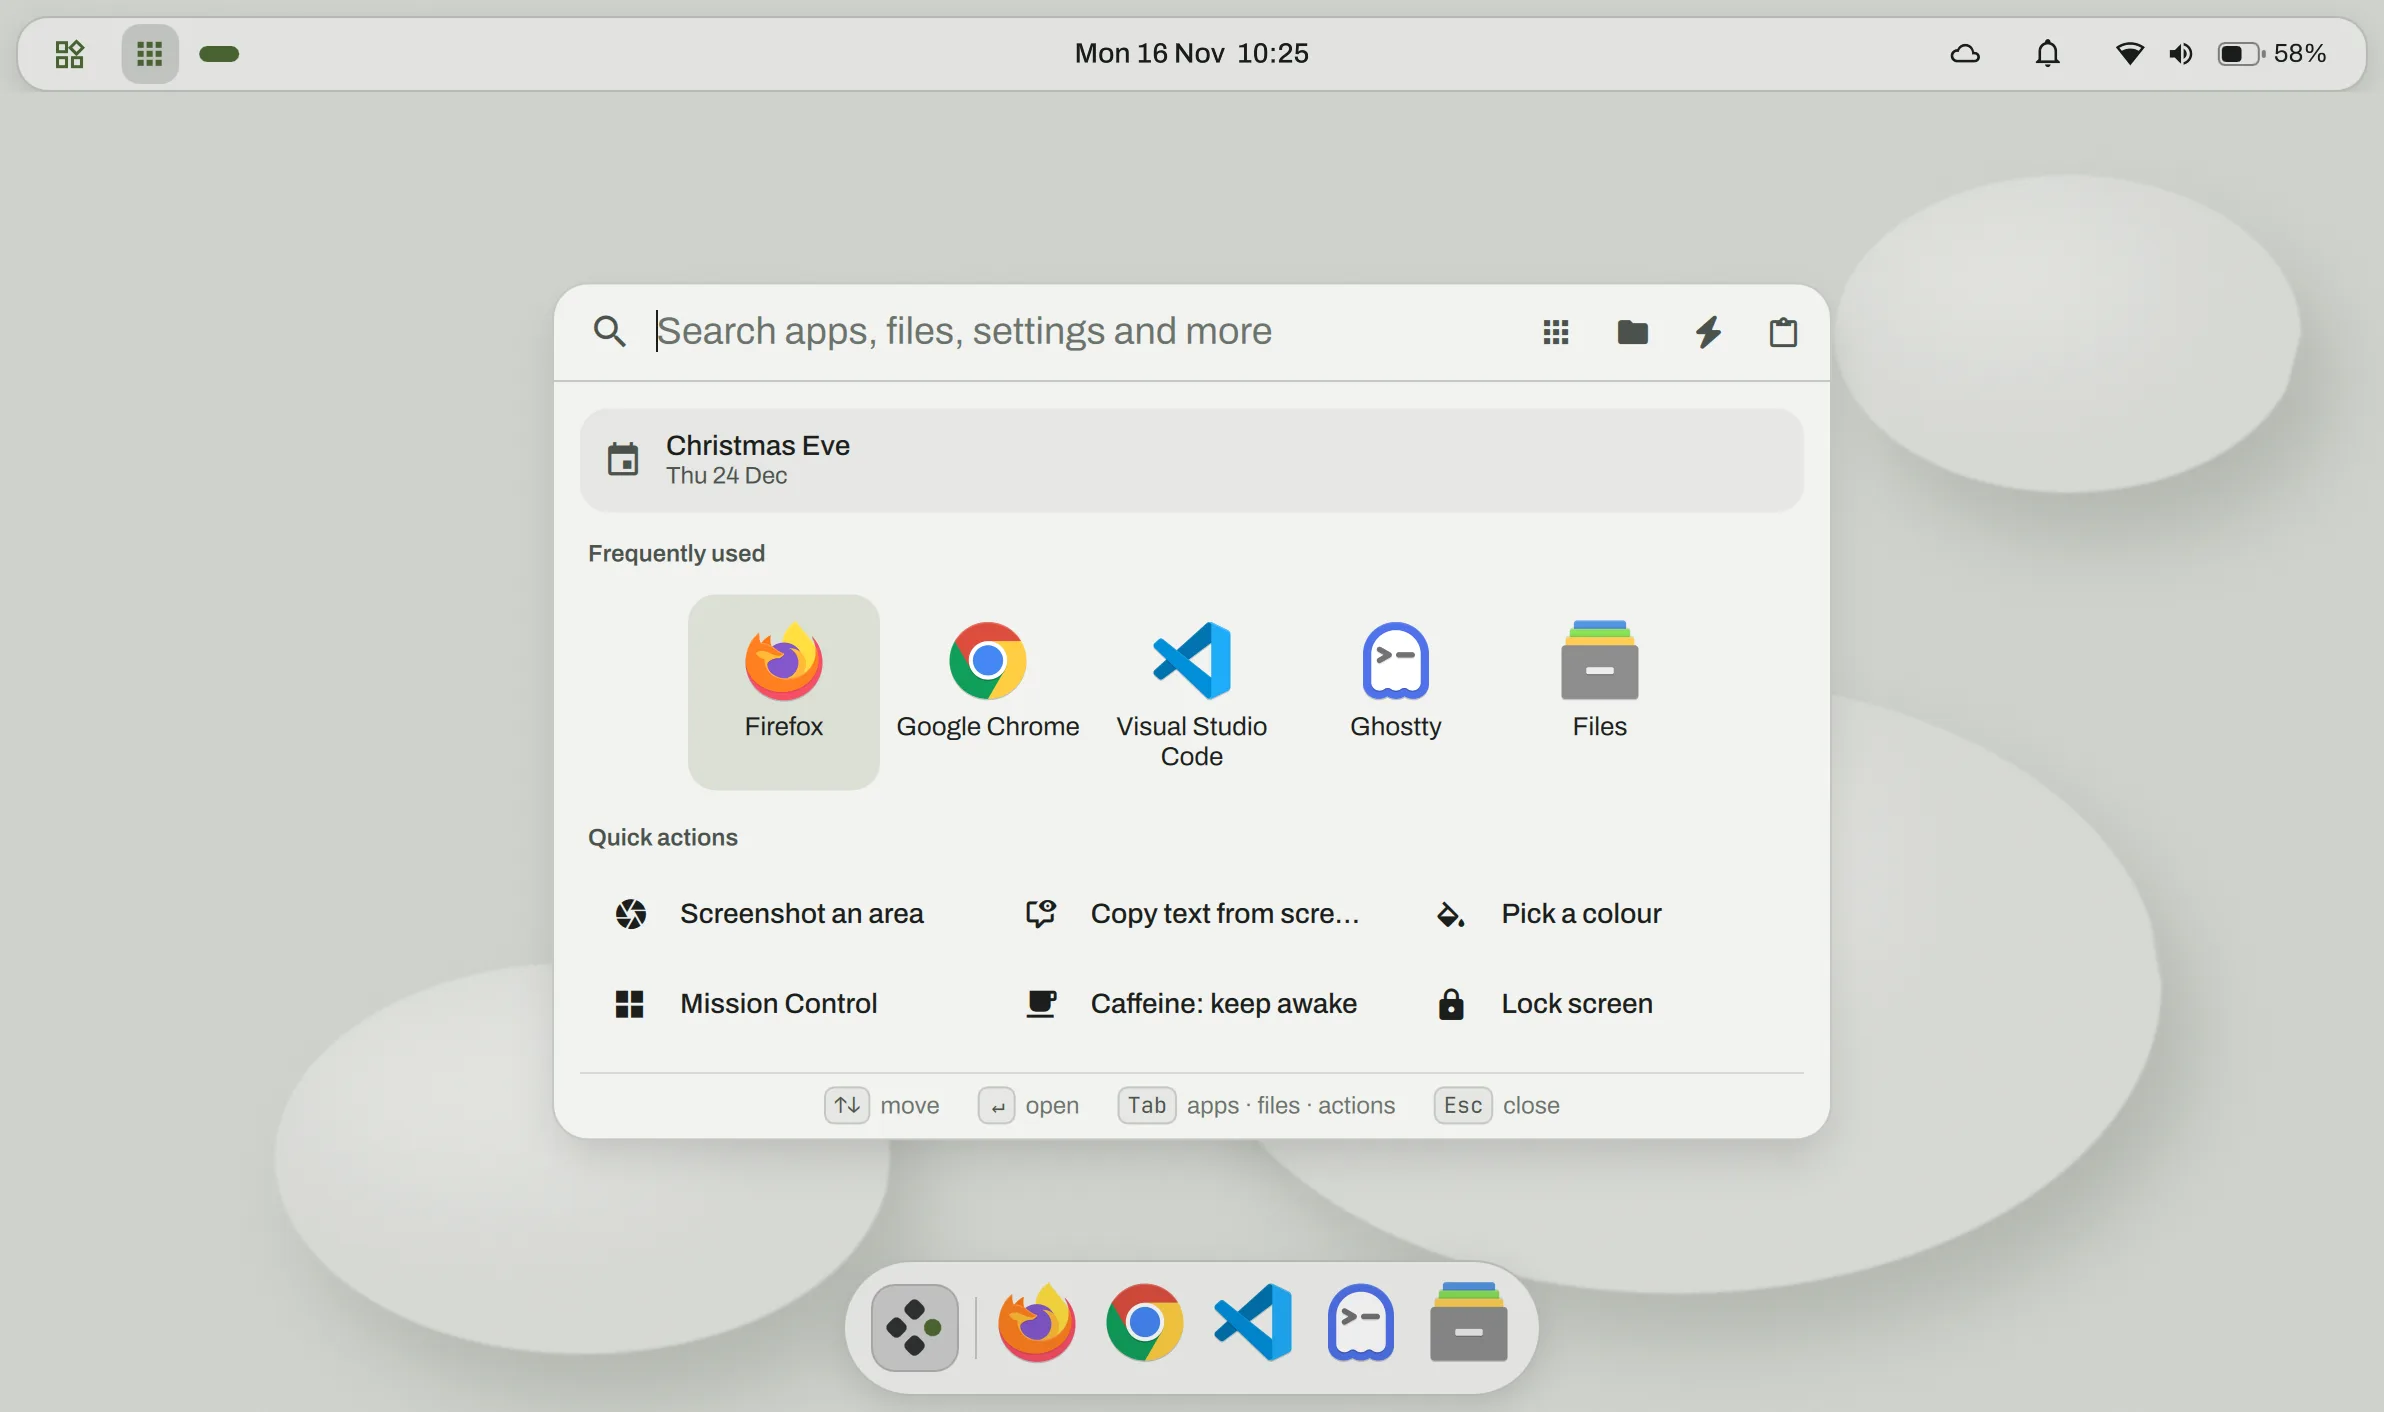 Mon 16 Nov 10:25
58%
Search apps, files, settings and more
Christmas Eve
Thu 24 Dec
Frequently used
Firefox
Google Chrome
Visual Studio
Code
Ghostty
Files
Quick actions
Screenshot an area
Copy text from scre...
Pick a colour
Mission Control
Caffeine: keep awake
Lock screen
↑↓ move ↵ open Tab apps · files · actions Esc close